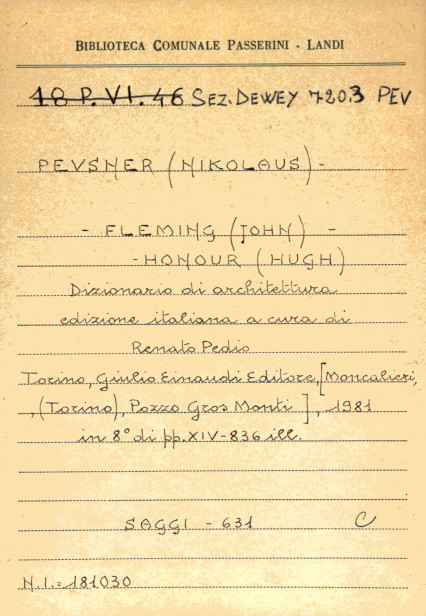 BIBLIOTECA COMUNALE PASSERINI - LANDI
18 P. VI. 46 SEZ. DEWEY 720.3 PEV
PEVSNER (NIKOLAUS) -
- FLEMING (JOHN) -
- HONOUR (HUGH)
Dizionario di architettura
edizione italiana a cura di
Renato Pedio
Torino, Giulio Einaudi Editore, [Moncalieri,
, (Torino), Pozzo Gros Monti ], 1981
in 8° di pp. XIV-836 ill.
SAGGI - 631 C
N.I.= 181030